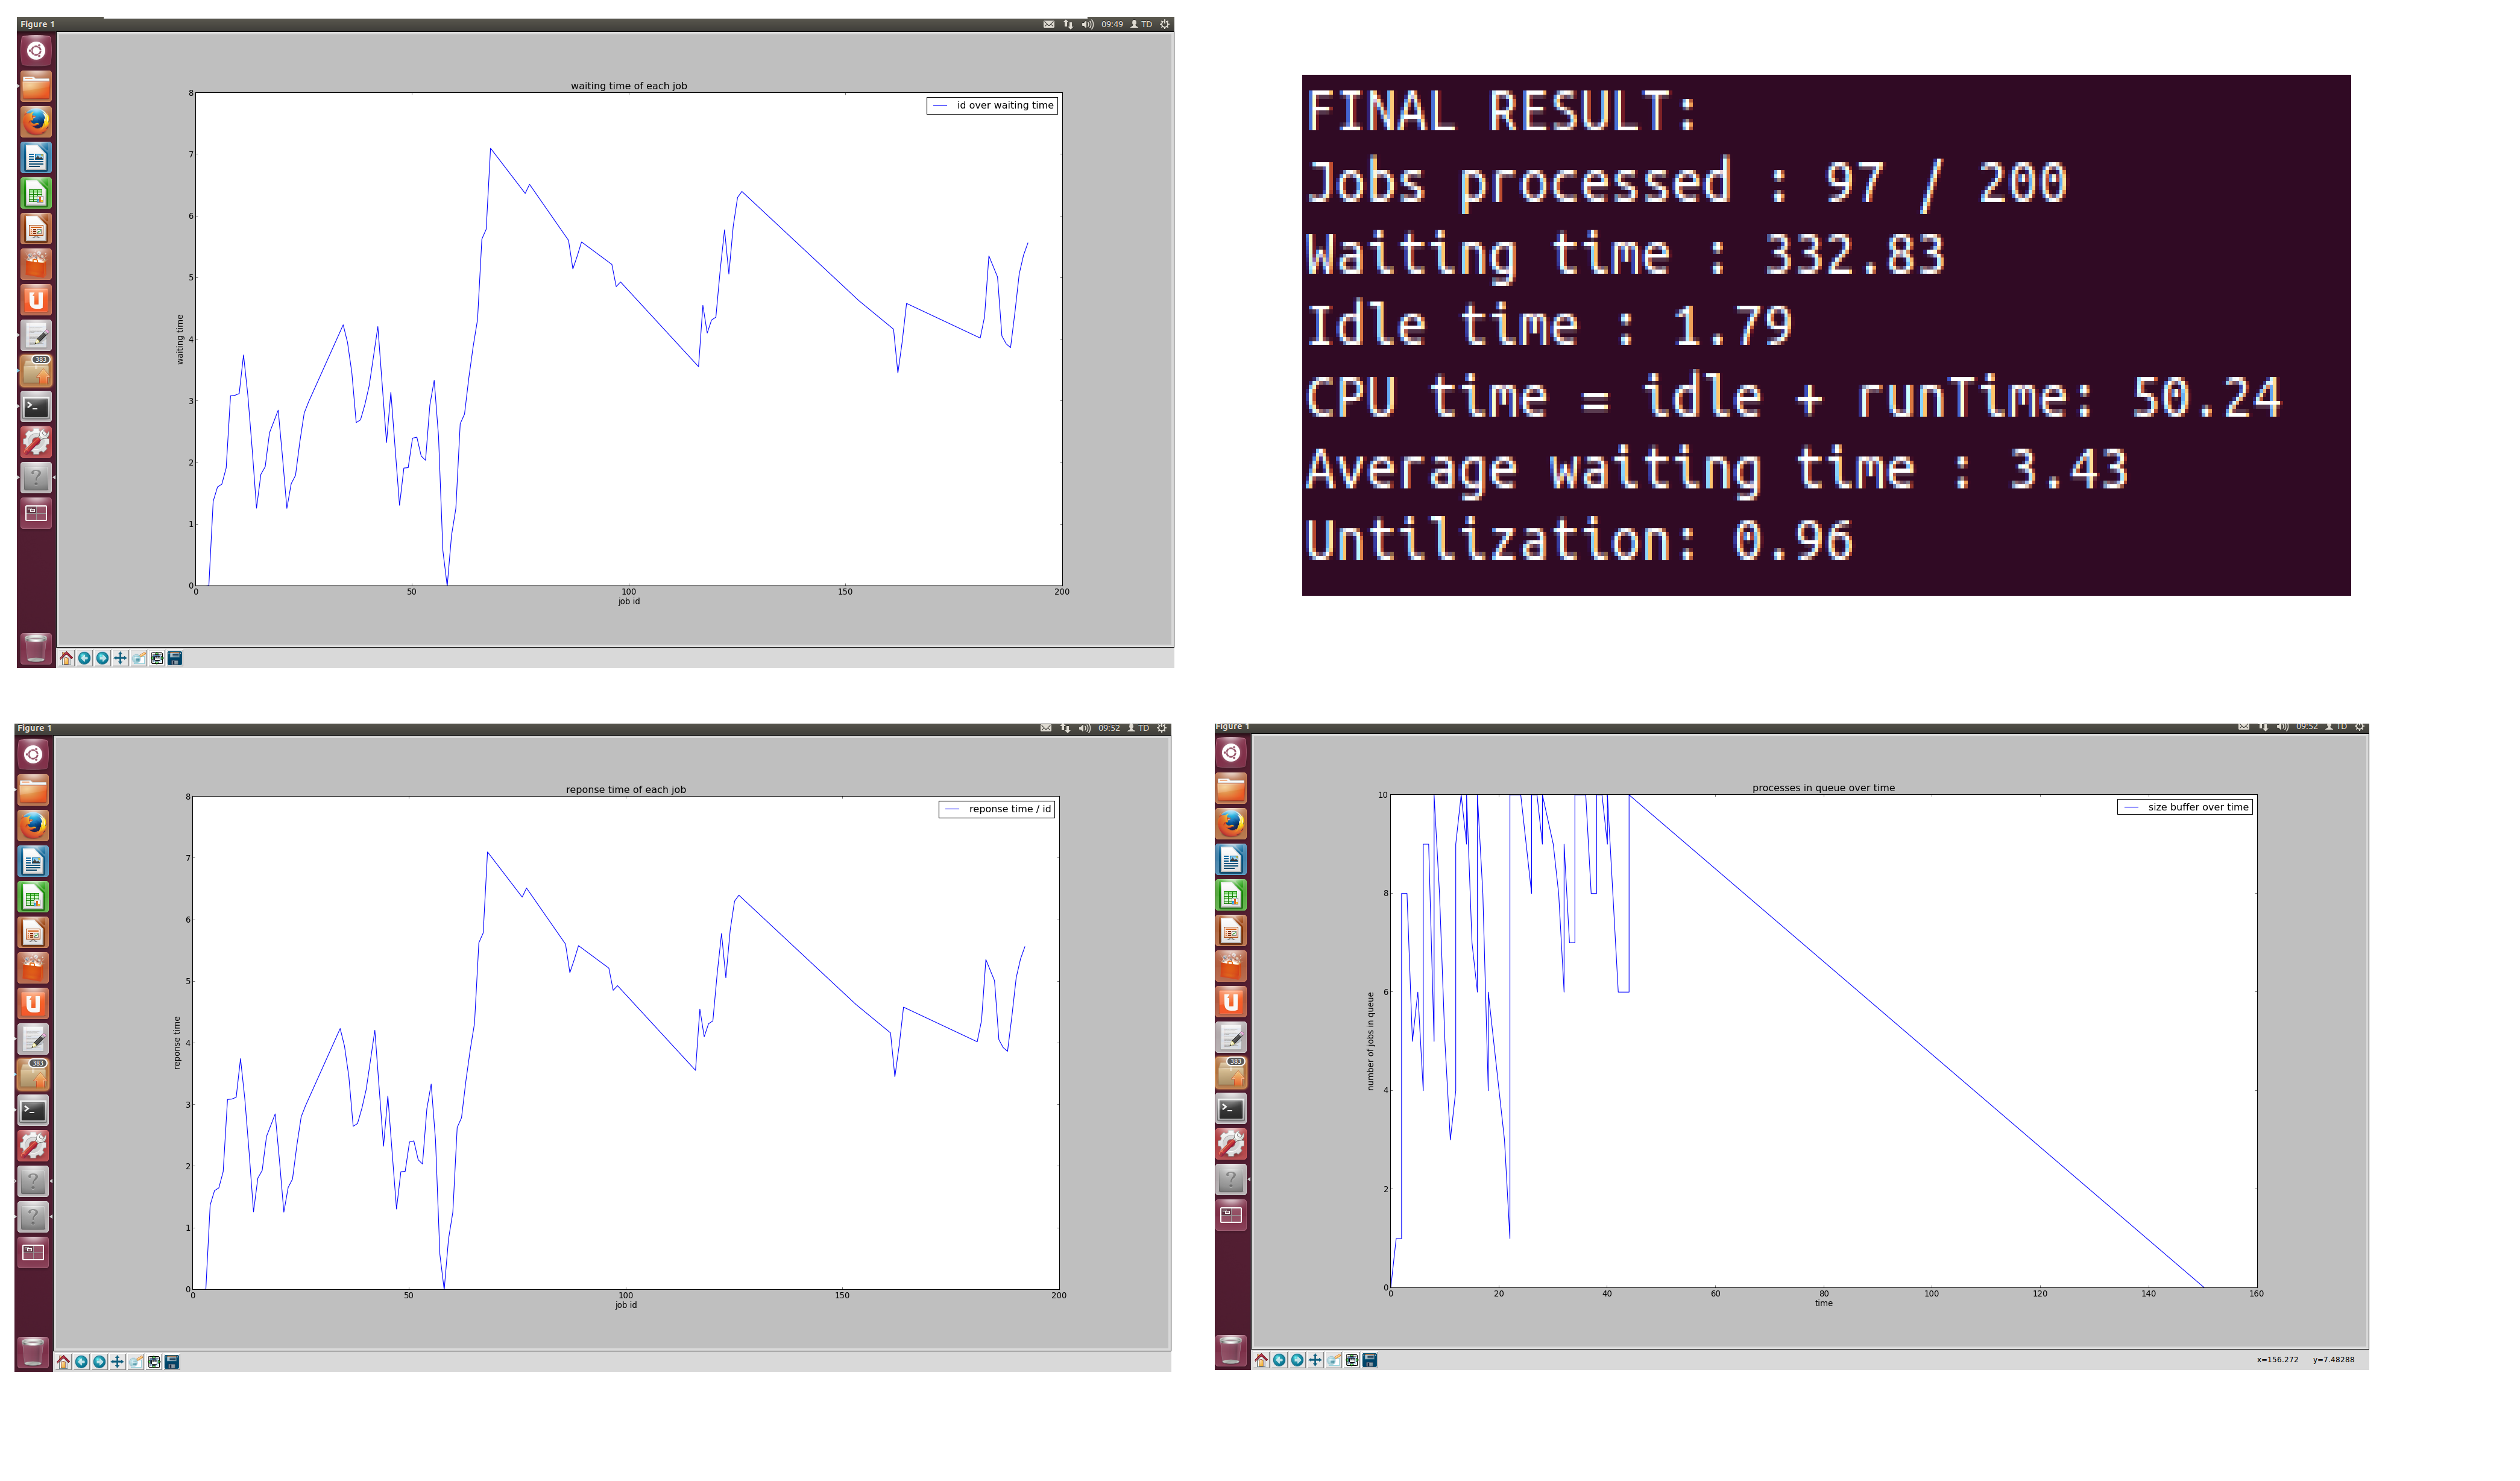 Figure 1
09:49 TD
waiting time of each job
id over waiting time
8
7
6
5
4
3
2
1
0
waiting time
0 50 100 150 200
job id
383
FINAL RESULT:
Jobs processed : 97 / 200
Waiting time : 332.83
Idle time : 1.79
CPU time = idle + runTime: 50.24
Average waiting time : 3.43
Untilization: 0.96
Figure 1
09:52 TD
reponse time of each job
reponse time / id
8
7
6
5
4
3
2
1
0
reponse time
0 50 100 150 200
job id
383
Figure 1
09:52 TD
processes in queue over time
size buffer over time
10
8
6
4
2
0
number of jobs in queue
0 20 40 60 80 100 120 140 160
time
383
x=156.272 y=7.48288